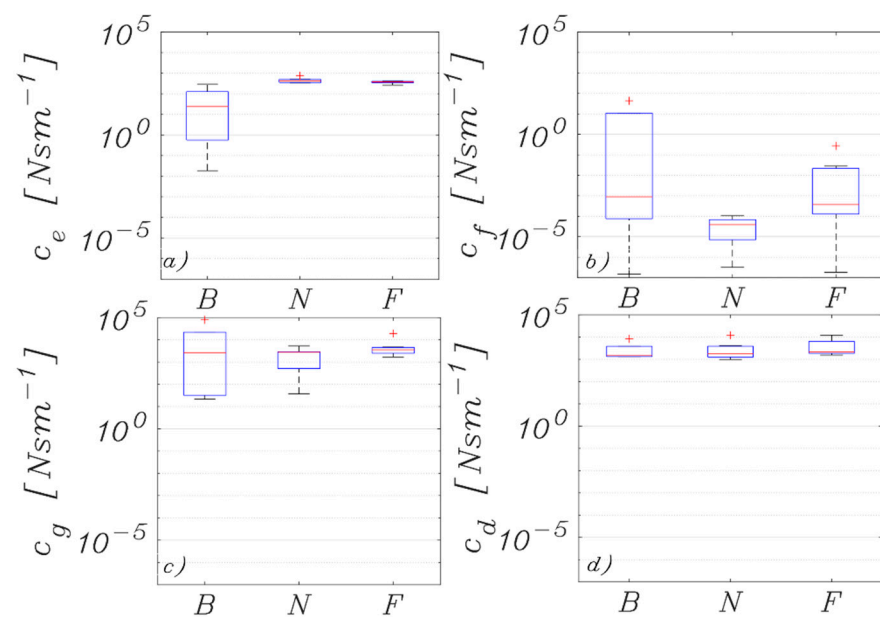 10^5
10^0
10^-5
c_e [Nsm^-1]
a)
B N F
10^5
10^0
10^-5
c_f [Nsm^-1]
b)
B N F
10^5
10^0
10^-5
c_g [Nsm^-1]
c)
B N F
10^5
10^0
10^-5
c_d [Nsm^-1]
d)
B N F